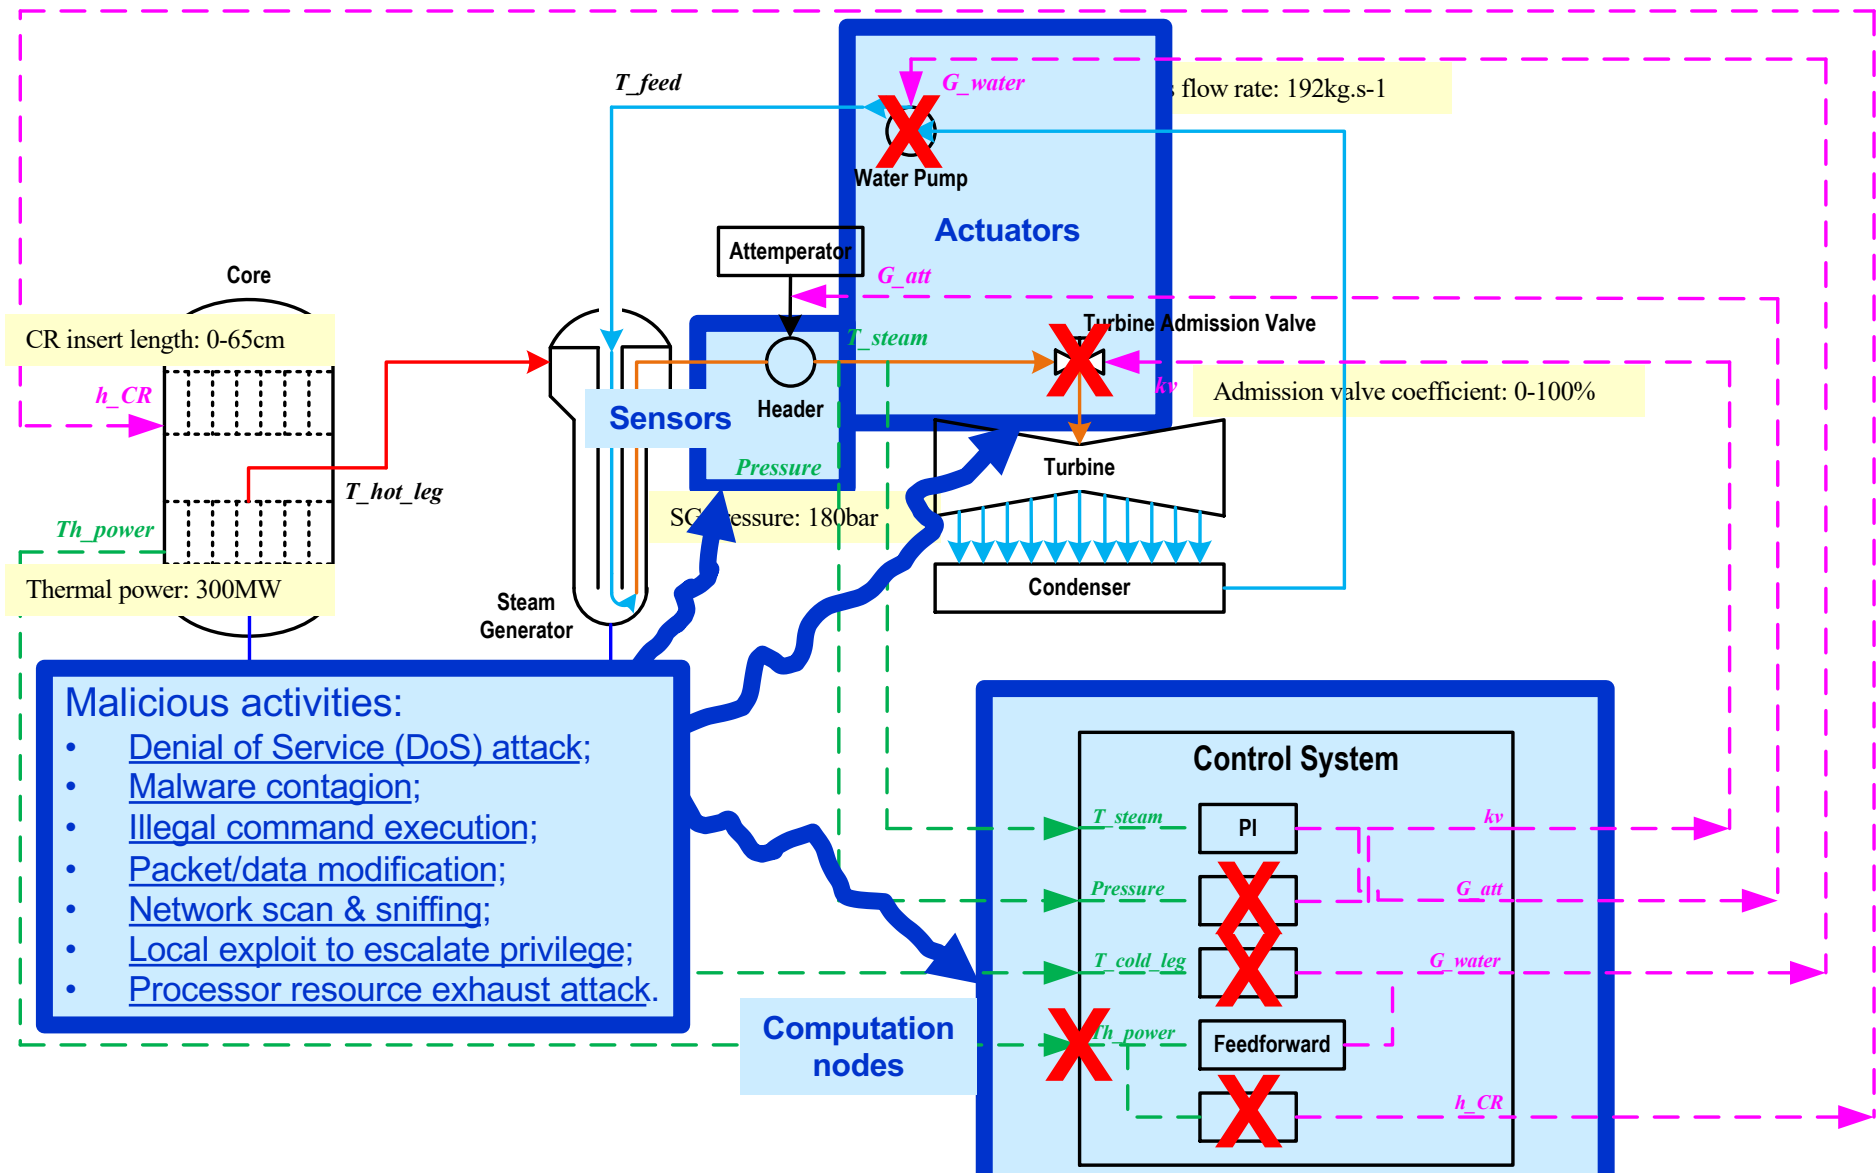 T_feed
G_water
s flow rate: 192kg.s-1
Water Pump
Actuators
Attemperator
G_att
Core
CR insert length: 0-65cm
T_steam
Turbine Admission Valve
h_CR
kv
Admission valve coefficient: 0-100%
Sensors
Header
Pressure
Turbine
T_hot_leg
SG pressure: 180bar
Th_power
Thermal power: 300MW
Condenser
Steam
Generator
Malicious activities:
• Denial of Service (DoS) attack;
• Malware contagion;
• Illegal command execution;
• Packet/data modification;
• Network scan & sniffing;
• Local exploit to escalate privilege;
• Processor resource exhaust attack.
Computation
nodes
Control System
T_steam
PI
kv
Pressure
G_att
T_cold_leg
G_water
Th_power
Feedforward
h_CR